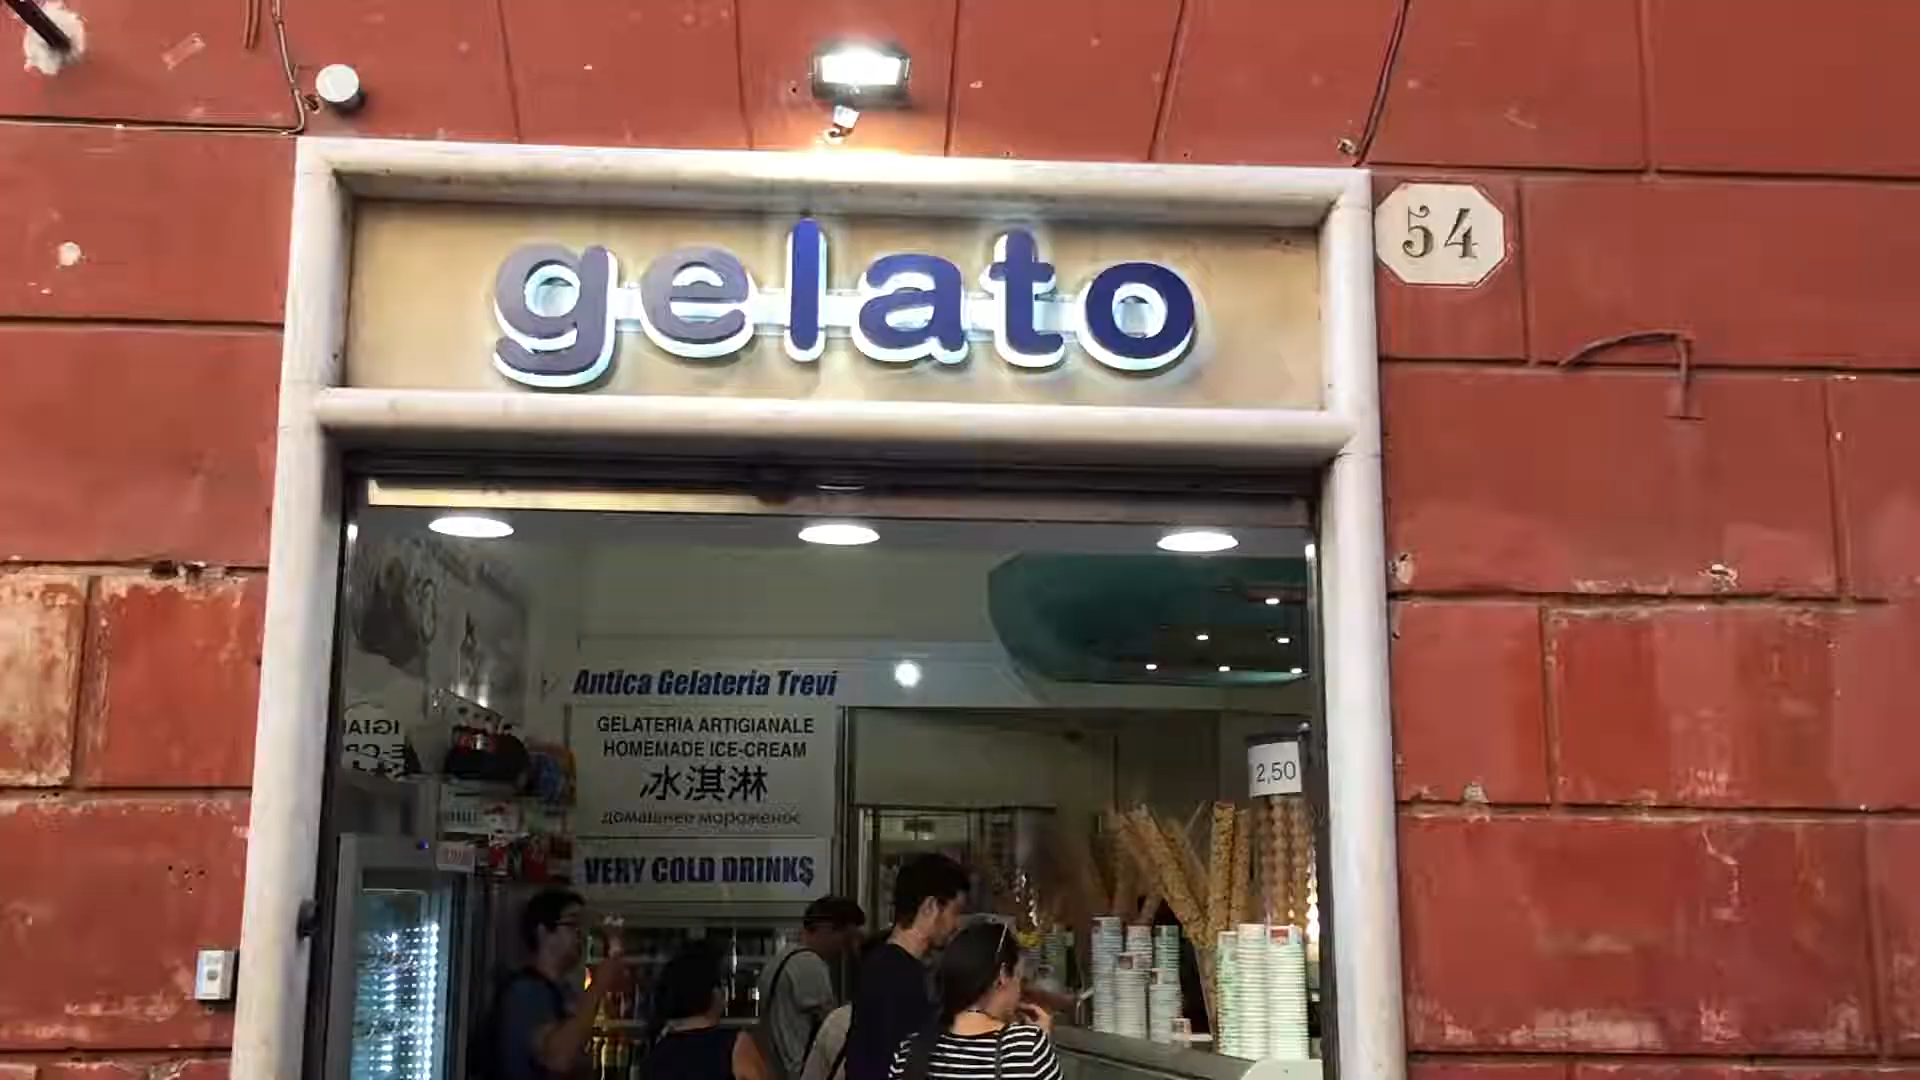 gelato
54
Antica Gelateria Trevi
GELATERIA ARTIGIANALE
HOMEMADE ICE-CREAM
冰淇淋
домашнее мороженое
2,50
VERY COLD DRINKS